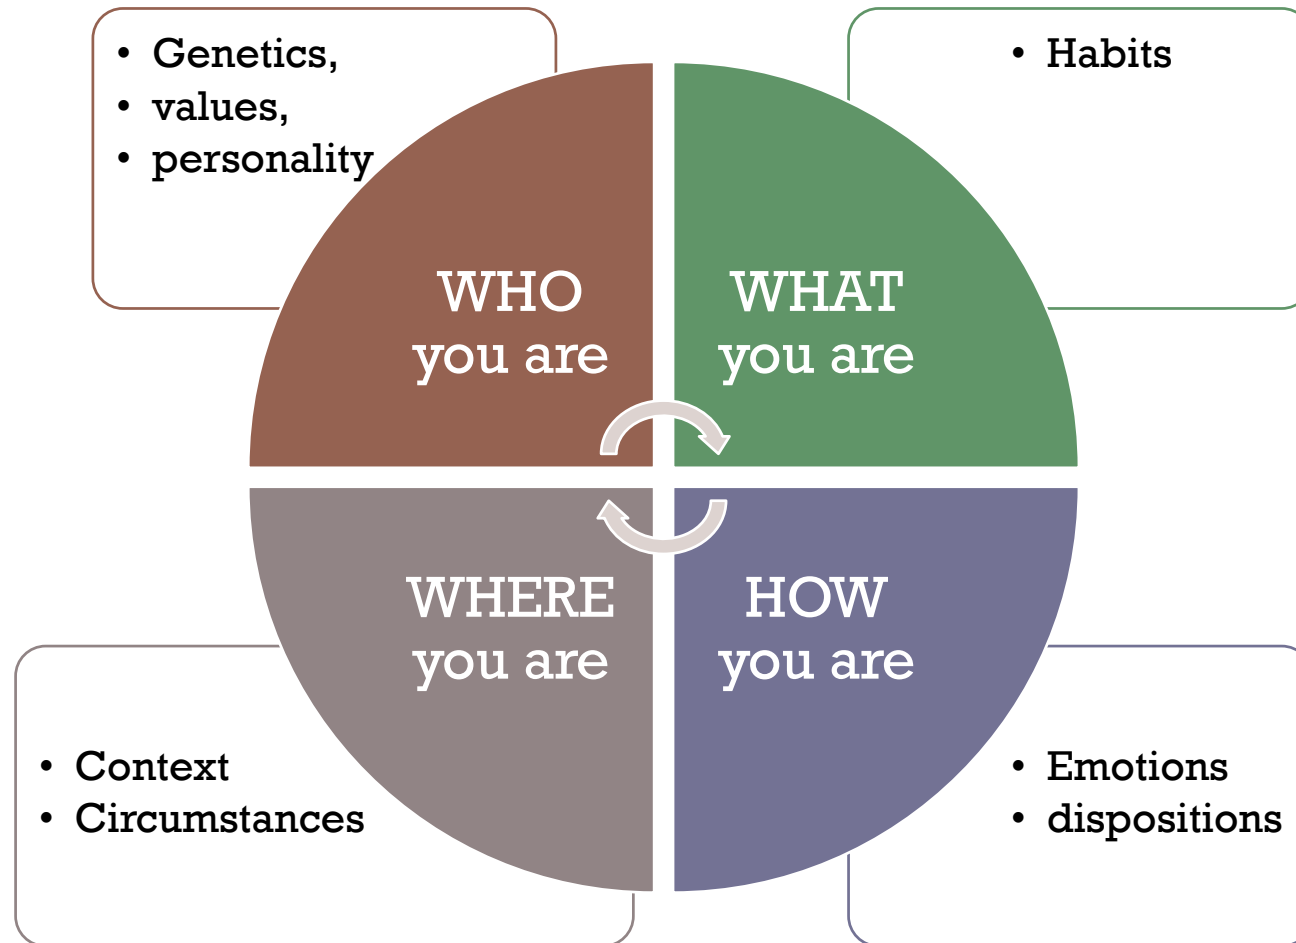 • Genetics,
• values,
• personality
• Habits
WHO
you are
WHAT
you are
WHERE
you are
HOW
you are
• Context
• Circumstances
• Emotions
• dispositions